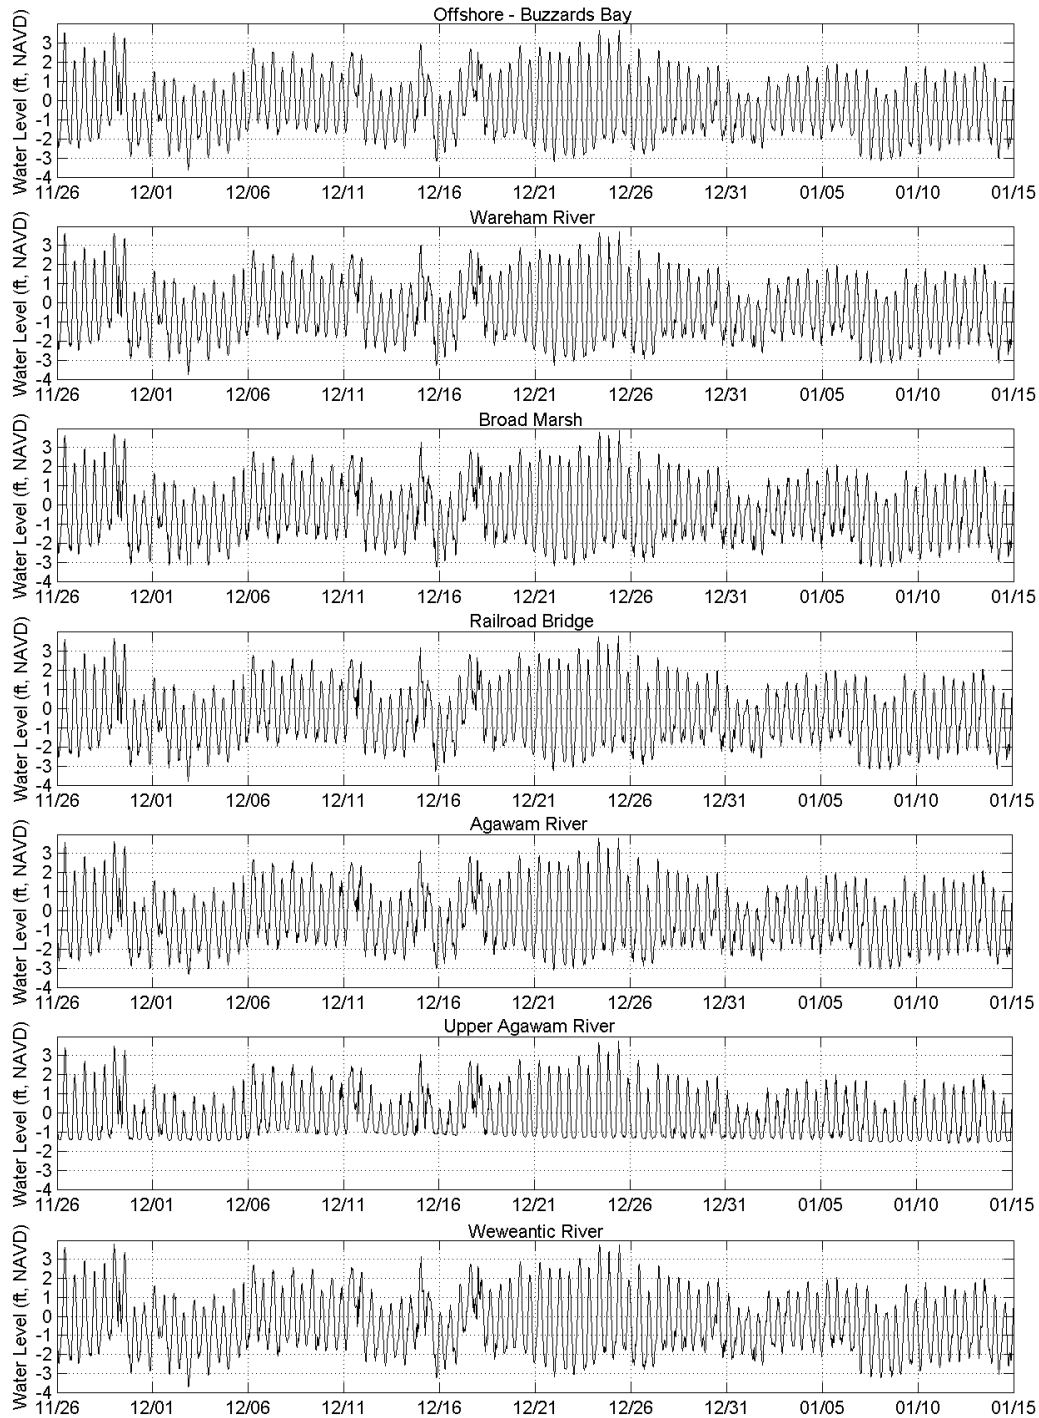 Offshore - Buzzards Bay
Water Level (ft, NAVD)
3
2
1
0
-1
-2
-3
-4
11/26 12/01 12/06 12/11 12/16 12/21 12/26 12/31 01/05 01/10 01/15
Wareham River
Water Level (ft, NAVD)
3
2
1
0
-1
-2
-3
-4
11/26 12/01 12/06 12/11 12/16 12/21 12/26 12/31 01/05 01/10 01/15
Broad Marsh
Water Level (ft, NAVD)
3
2
1
0
-1
-2
-3
-4
11/26 12/01 12/06 12/11 12/16 12/21 12/26 12/31 01/05 01/10 01/15
Railroad Bridge
Water Level (ft, NAVD)
3
2
1
0
-1
-2
-3
-4
11/26 12/01 12/06 12/11 12/16 12/21 12/26 12/31 01/05 01/10 01/15
Agawam River
Water Level (ft, NAVD)
3
2
1
0
-1
-2
-3
-4
11/26 12/01 12/06 12/11 12/16 12/21 12/26 12/31 01/05 01/10 01/15
Upper Agawam River
Water Level (ft, NAVD)
3
2
1
0
-1
-2
-3
-4
11/26 12/01 12/06 12/11 12/16 12/21 12/26 12/31 01/05 01/10 01/15
Weweantic River
Water Level (ft, NAVD)
3
2
1
0
-1
-2
-3
-4
11/26 12/01 12/06 12/11 12/16 12/21 12/26 12/31 01/05 01/10 01/15